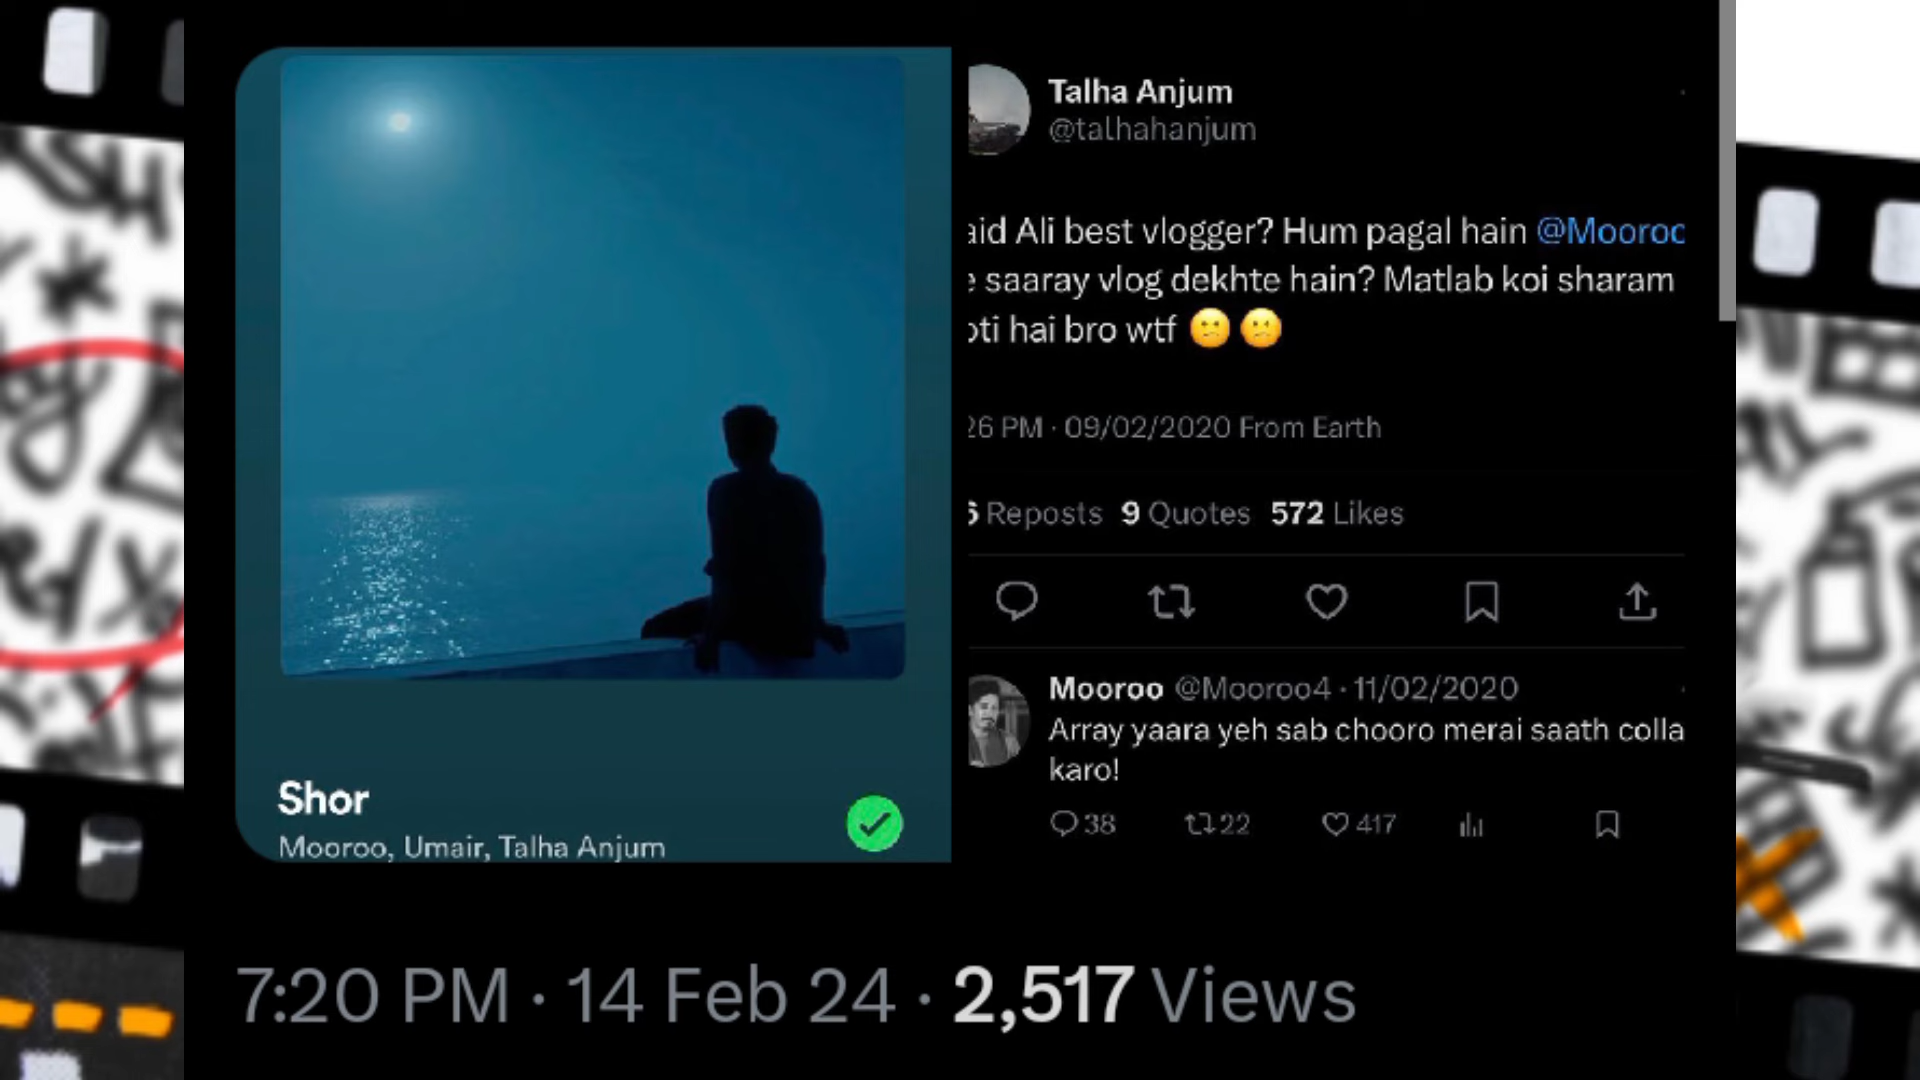 Shor
Mooroo, Umair, Talha Anjum
Talha Anjum
@talhahanjum
Ali best vlogger? Hum pagal hain @Mooroo
saaray vlog dekhte hain? Matlab koi sharam
hai bro wtf 😕 😕
26 PM · 09/02/2020 From Earth
Reposts 9 Quotes 572 Likes
Mooroo @Mooroo4 · 11/02/2020
Array yaara yeh sab chooro merai saath colla
karo!
38 22 417
7:20 PM · 14 Feb 24 · 2,517 Views